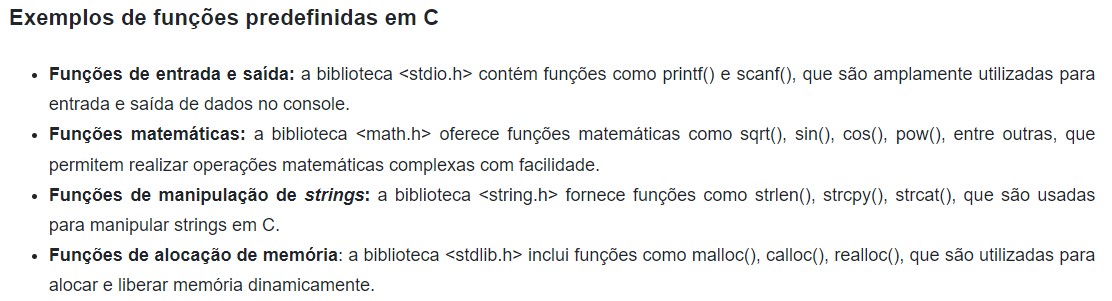 Exemplos de funções predefinidas em C
• Funções de entrada e saída: a biblioteca <stdio.h> contém funções como printf() e scanf(), que são amplamente utilizadas para
entrada e saída de dados no console.
• Funções matemáticas: a biblioteca <math.h> oferece funções matemáticas como sqrt(), sin(), cos(), pow(), entre outras, que
permitem realizar operações matemáticas complexas com facilidade.
• Funções de manipulação de strings: a biblioteca <string.h> fornece funções como strlen(), strcpy(), strcat(), que são usadas
para manipular strings em C.
• Funções de alocação de memória: a biblioteca <stdlib.h> inclui funções como malloc(), calloc(), realloc(), que são utilizadas para
alocar e liberar memória dinamicamente.